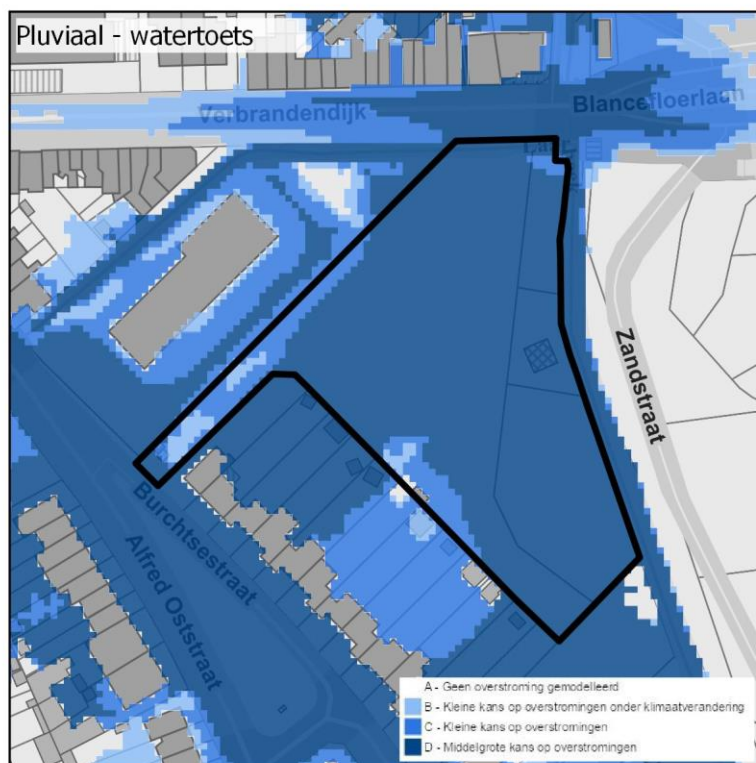 Pluviaal - watertoets
Verbrandendijk
Blancefloerlaan
Zandstraat
Burchtsestraat
Alfred Oststraat
A - Geen overstroming gemodelleerd
B - Kleine kans op overstromingen onder klimaatverandering
C - Kleine kans op overstromingen
D - Middelgrote kans op overstromingen